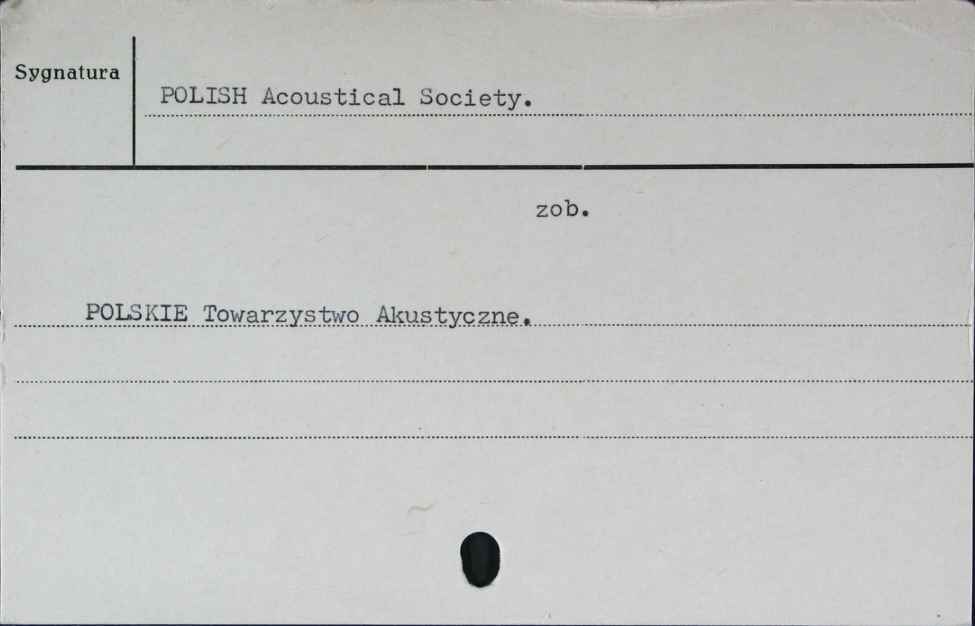 Sygnatura
POLISH Acoustical Society.
zob.
POLSKIE Towarzystwo Akustyczne.